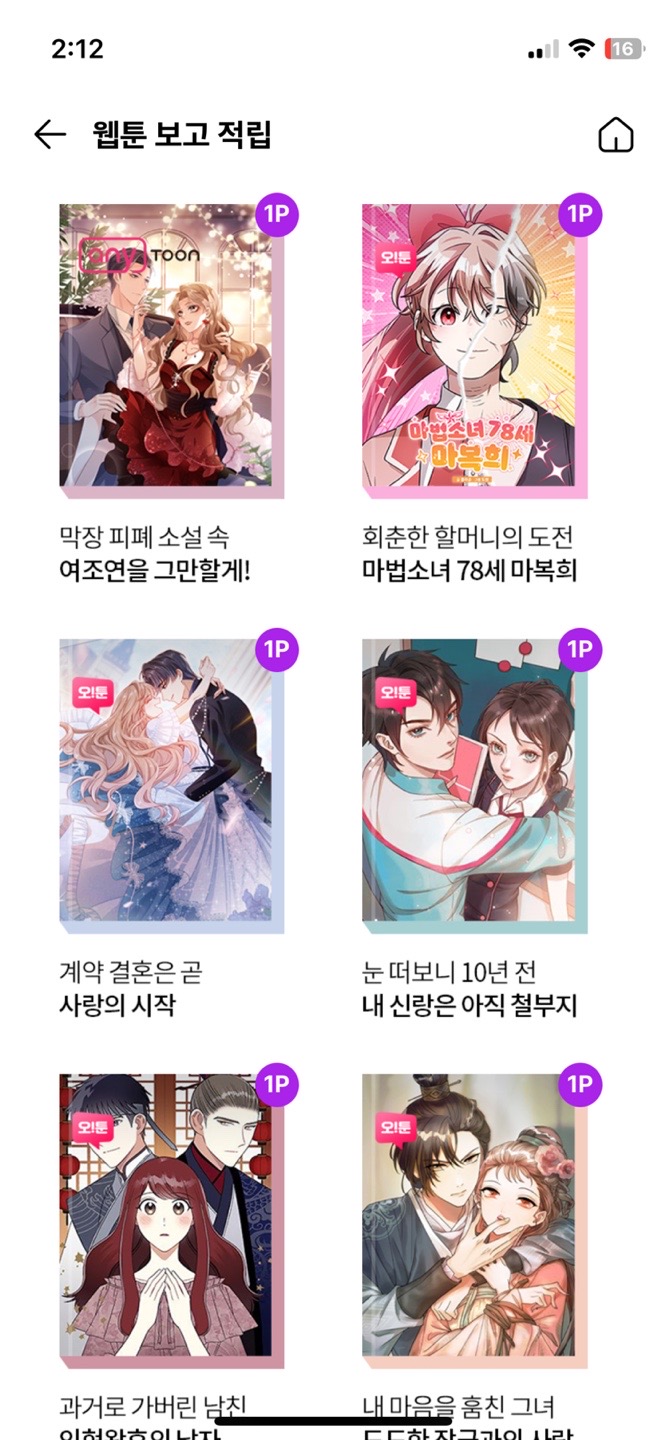 2:12
16
웹툰 보고 적립
1P
1P
any TOON
오!툰
마법소녀 78세
마복희
막장 피폐 소설 속
여조연을 그만할게!
회춘한 할머니의 도전
마법소녀 78세 마복희
1P
1P
오!툰
오!툰
계약 결혼은 곧
사랑의 시작
눈 떠보니 10년 전
내 신랑은 아직 철부지
1P
1P
오!툰
오!툰
과거로 가버린 남친
내 마음을 훔친 그녀